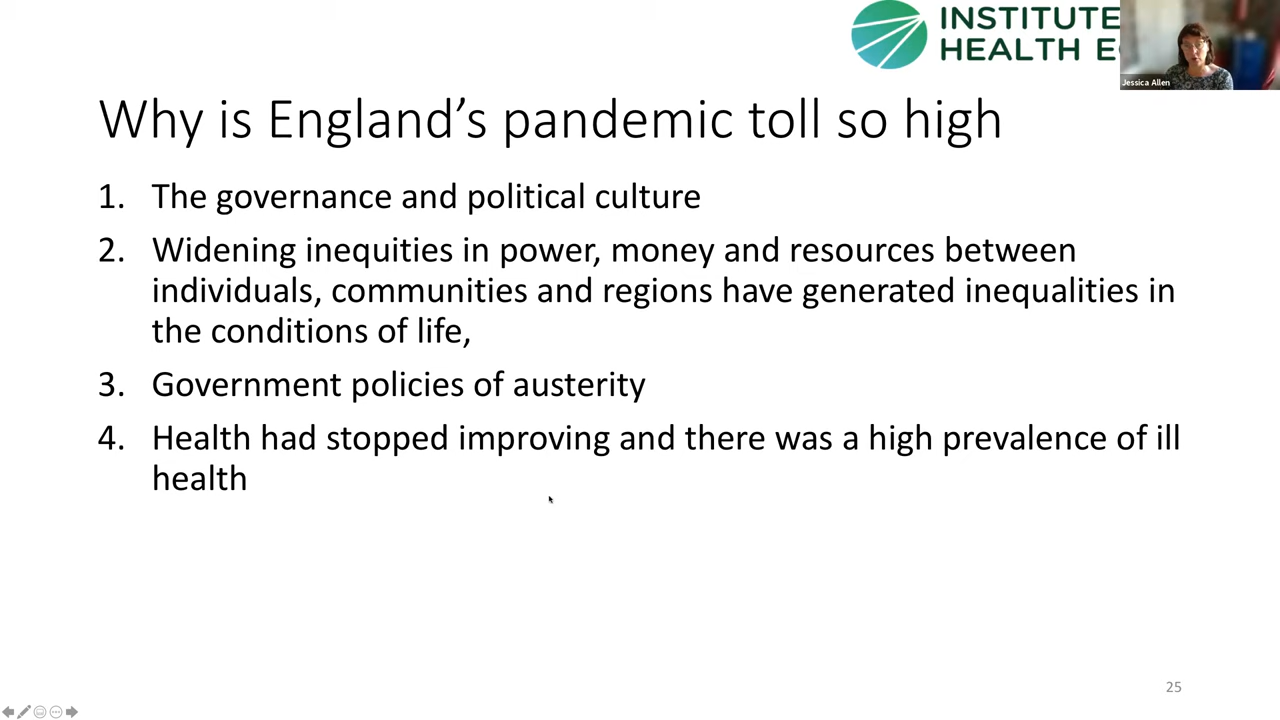 INSTITUTE
HEALTH
Jessica Allen
Why is England's pandemic toll so high
1. The governance and political culture
2. Widening inequities in power, money and resources between
individuals, communities and regions have generated inequalities in
the conditions of life,
3. Government policies of austerity
4. Health had stopped improving and there was a high prevalence of ill
health
25